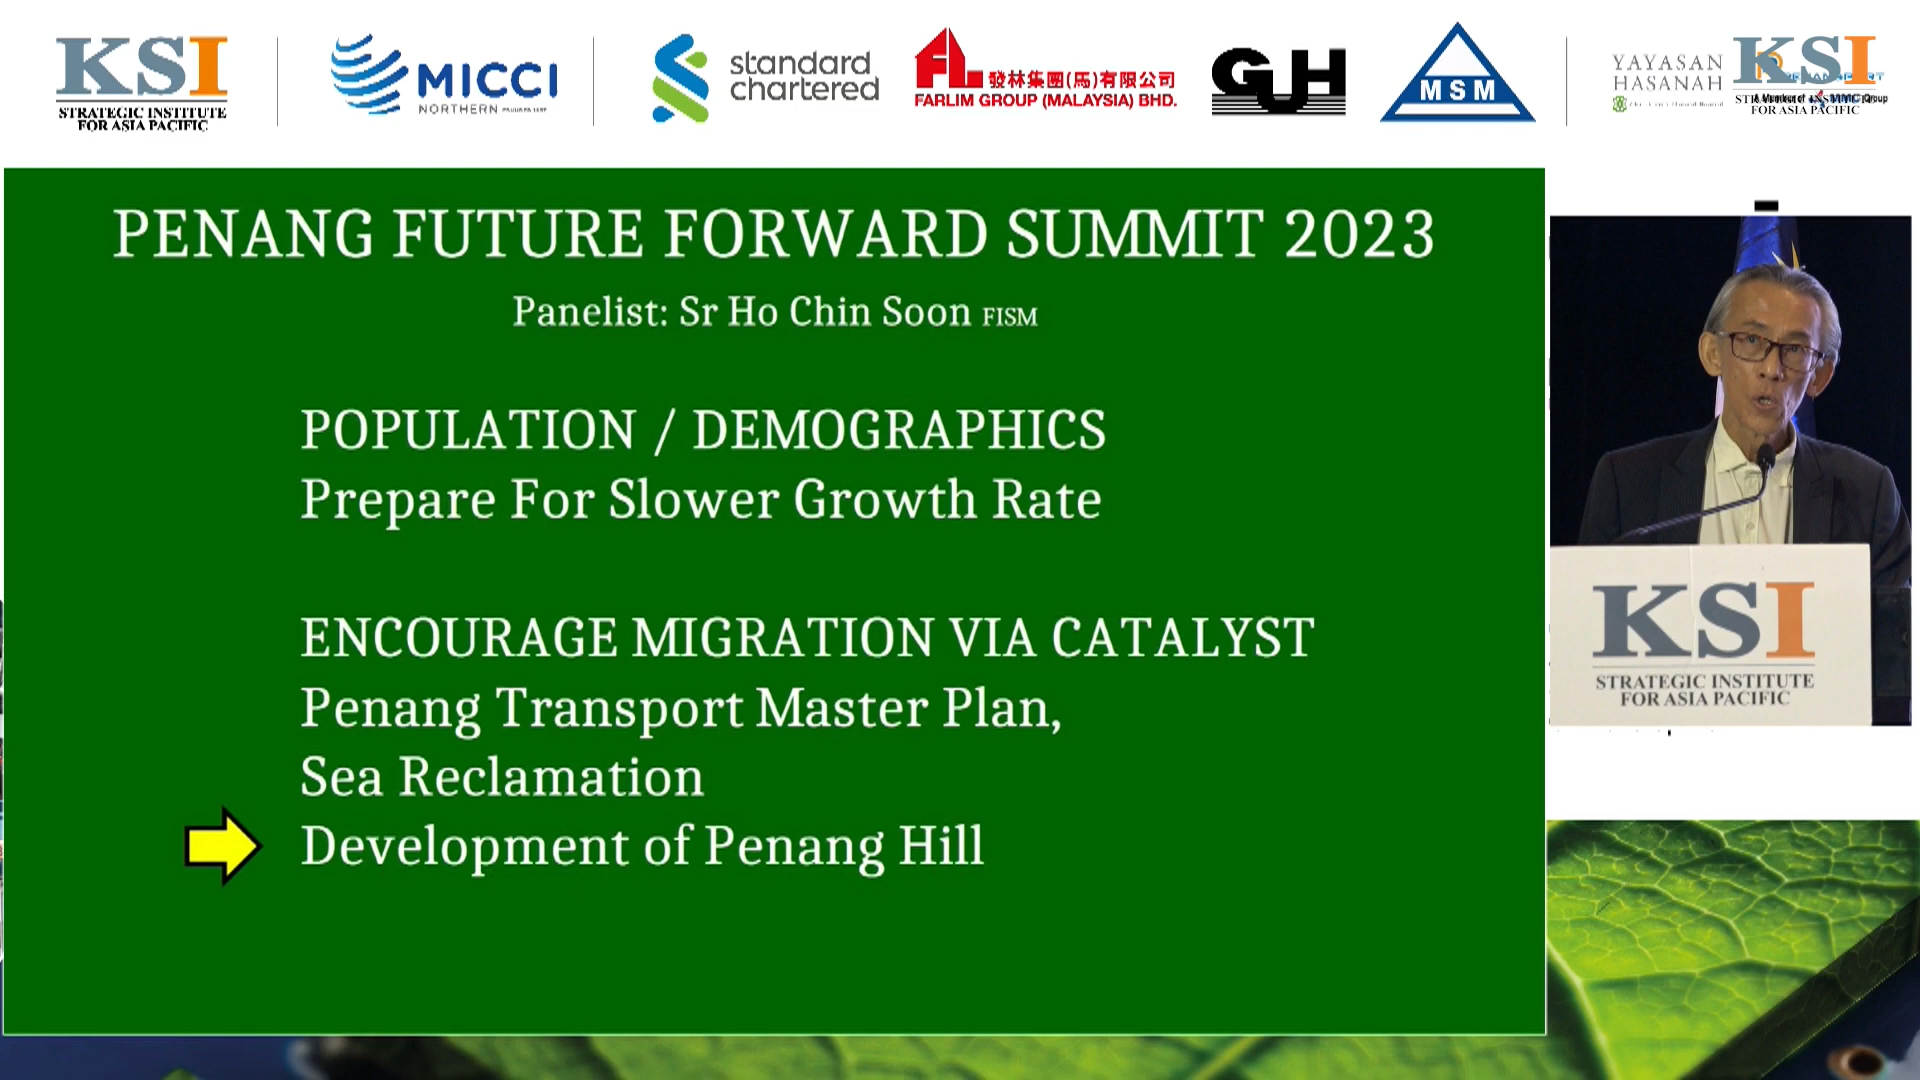 KSI
STRATEGIC INSTITUTE
FOR ASIA PACIFIC
MICCI
NORTHERN
standard
chartered
FL
發林集團(馬)有限公司
FARLIM GROUP (MALAYSIA) BHD.
GUH
MSM
YAYASAN
HASANAH
KSI
FOR ASIA PACIFIC
PENANG FUTURE FORWARD SUMMIT 2023
Panelist: Sr Ho Chin Soon FISM
POPULATION / DEMOGRAPHICS
Prepare For Slower Growth Rate
ENCOURAGE MIGRATION VIA CATALYST
Penang Transport Master Plan,
Sea Reclamation
Development of Penang Hill
KSI
STRATEGIC INSTITUTE
FOR ASIA PACIFIC